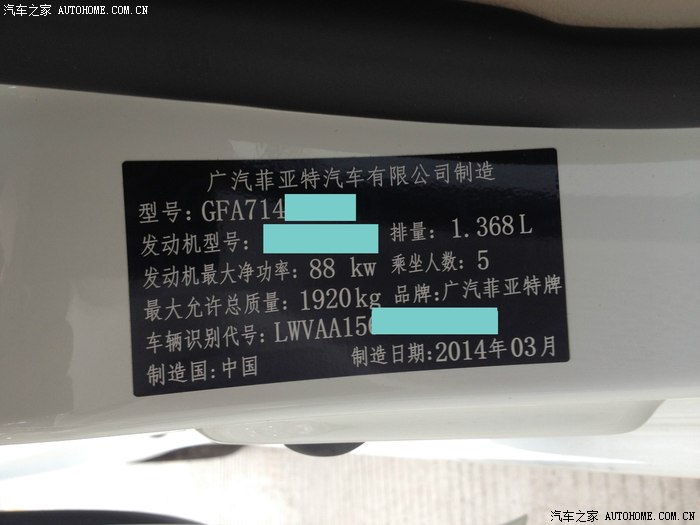 汽车之家 AUTOHOME.COM.CN
广汽菲亚特汽车有限公司制造
型号:GFA714
发动机型号: 排量: 1.368L
发动机最大净功率: 88 kw 乘坐人数: 5
最大允许总质量: 1920kg 品牌:广汽菲亚特牌
车辆识别代号: LWVAA156
制造国:中国 制造日期:2014年03月
汽车之家 AUTOHOME.COM.CN